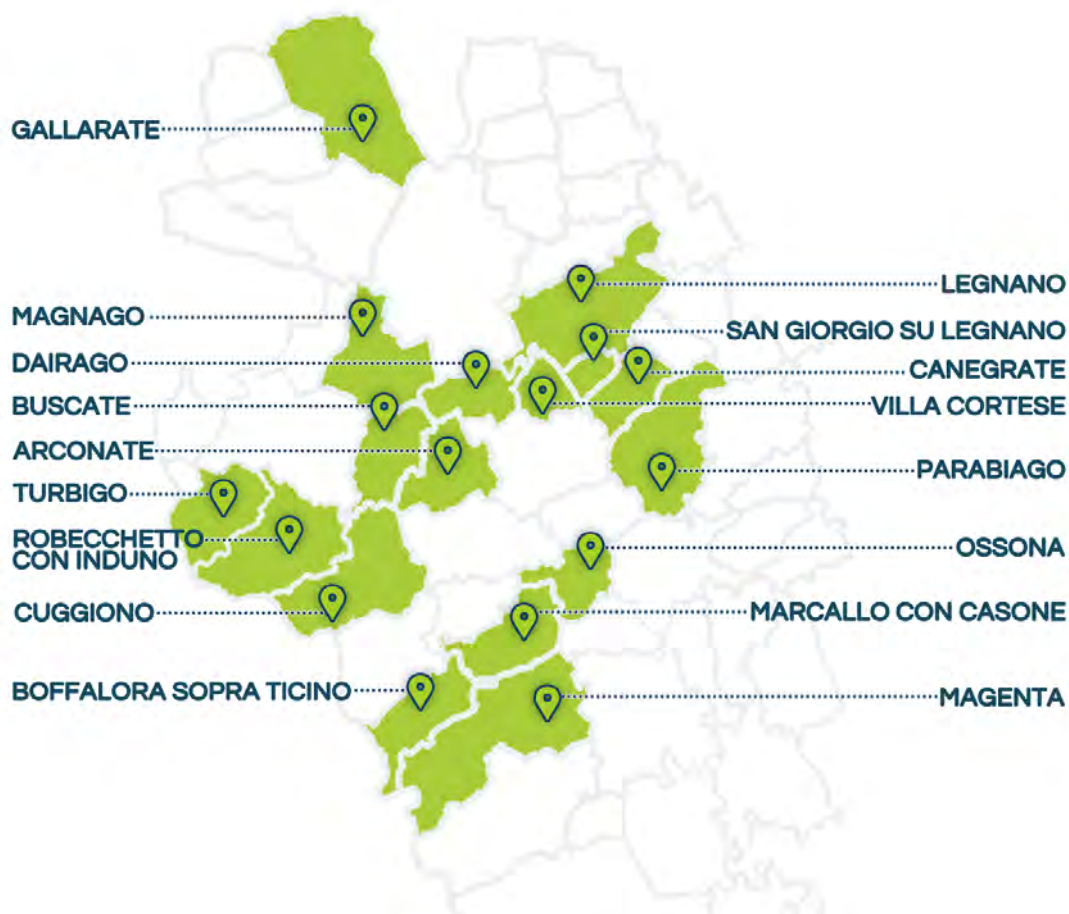 GALLARATE
MAGNAGO
DAIRAGO
BUSCATE
ARCONATE
TURBIGO
ROBECCHETTO
CON INDUNO
CUGGIONO
BOFFALORA SOPRA TICINO
LEGNANO
SAN GIORGIO SU LEGNANO
CANEGRATE
VILLA CORTESE
PARABIAGO
OSSONA
MARCALLO CON CASONE
MAGENTA